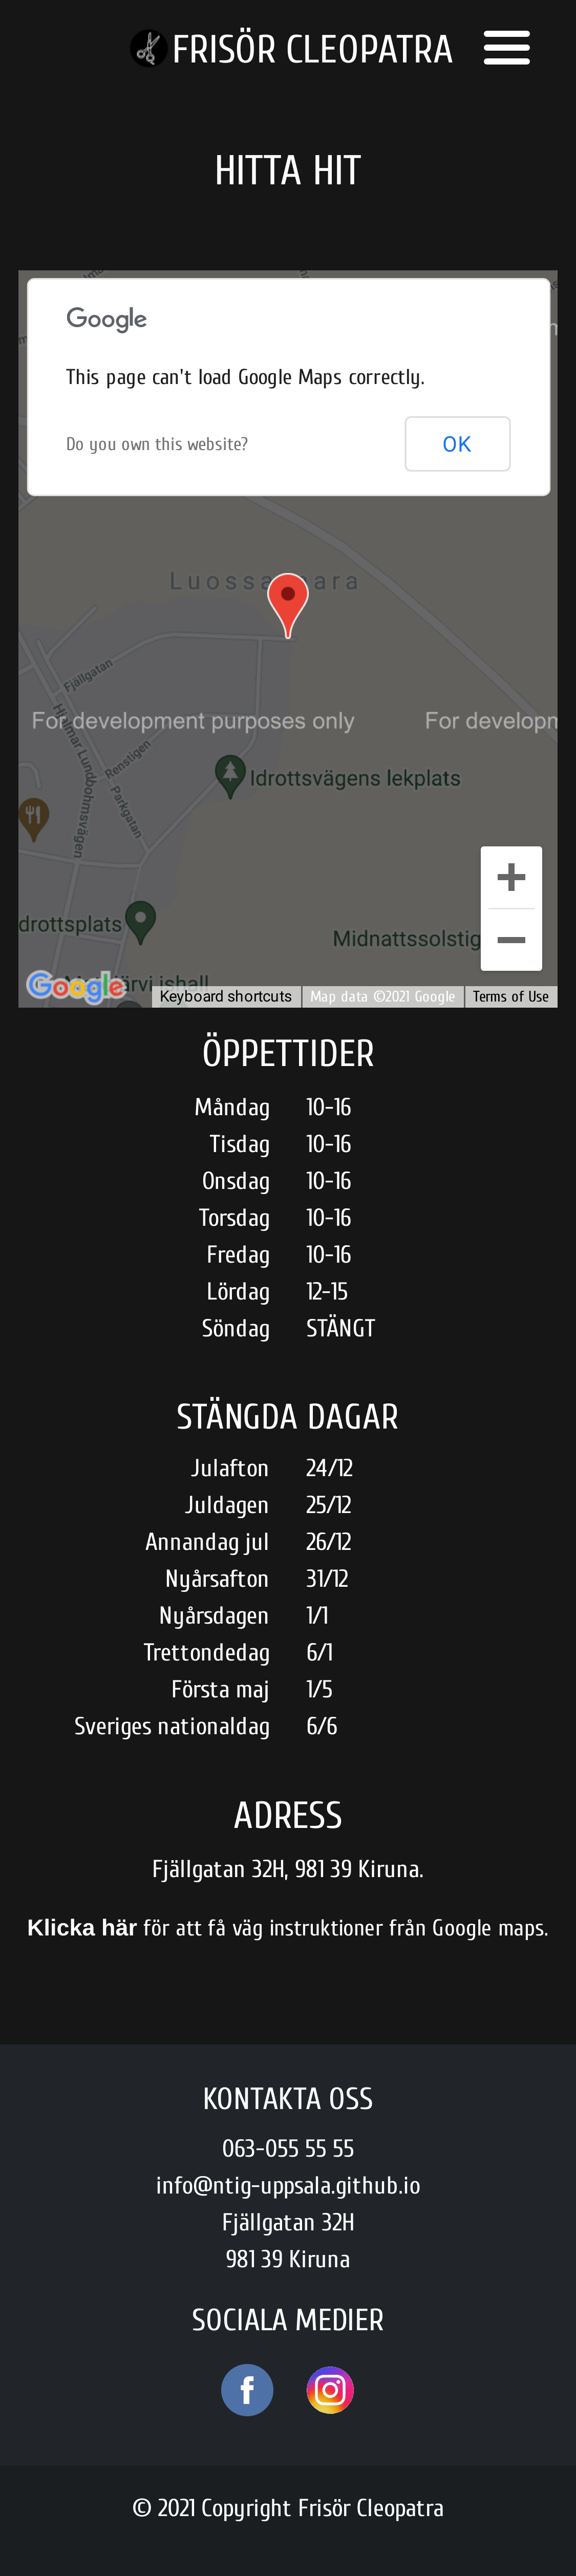 FRISÖR CLEOPATRA
HITTA HIT
Google
This page can't load Google Maps correctly.
Do you own this website?
OK
Fjällgatan
For development purposes only
For developm
Hjalmar Lundbohmsvägen
Renstigen
Parkgatan
Idrottsvägens lekplats
drottsplats
Midnattssolstig
ishall
Google
Keyboard shortcuts
Map data ©2021 Google
Terms of Use
ÖPPETTIDER
Måndag 10-16
Tisdag 10-16
Onsdag 10-16
Torsdag 10-16
Fredag 10-16
Lördag 12-15
Söndag STÄNGT
STÄNGDA DAGAR
Julafton 24/12
Juldagen 25/12
Annandag jul 26/12
Nyårsafton 31/12
Nyårsdagen 1/1
Trettondedag 6/1
Första maj 1/5
Sveriges nationaldag 6/6
ADRESS
Fjällgatan 32H, 981 39 Kiruna.
Klicka här för att få väg instruktioner från Google maps.
KONTAKTA OSS
063-055 55 55
info@ntig-uppsala.github.io
Fjällgatan 32H
981 39 Kiruna
SOCIALA MEDIER
© 2021 Copyright Frisör Cleopatra